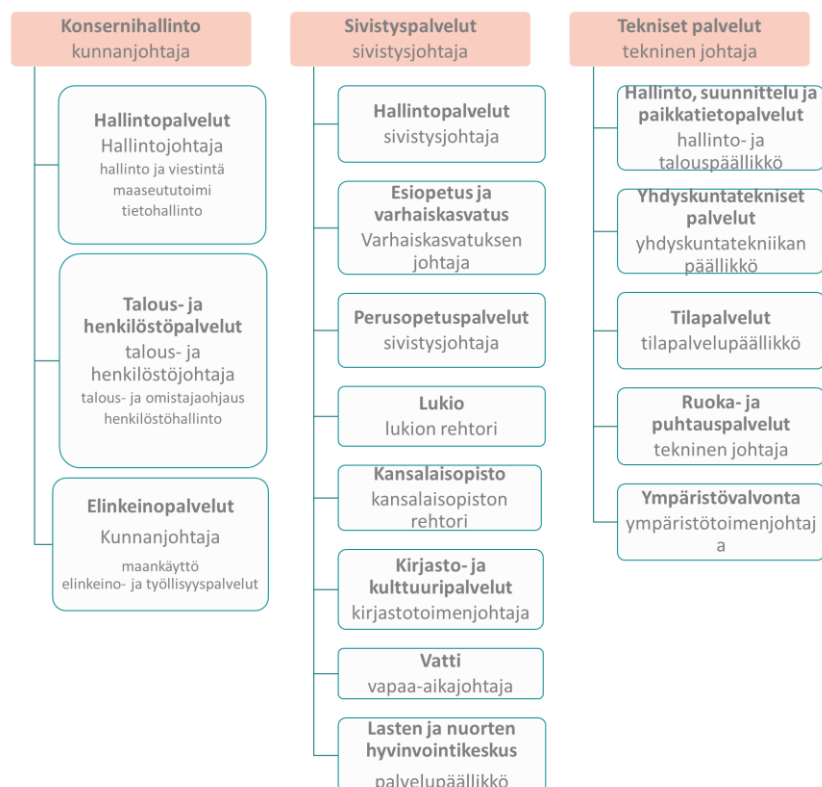 Konsernihallinto
kunnanjohtaja
Hallintopalvelut
Hallintojohtaja
hallinto ja viestintä
maaseututoimi
tietohallinto
Talous- ja
henkilöstöpalvelut
talous- ja
henkilöstöjohtaja
talous- ja omistajaohjaus
henkilöstöhallinto
Elinkeinopalvelut
Kunnanjohtaja
maankäyttö
elinkeino- ja työllisyyspalvelut
Sivistyspalvelut
sivistysjohtaja
Hallintopalvelut
sivistysjohtaja
Esiopetus ja
varhaiskasvatus
Varhaiskasvatuksen
johtaja
Perusopetuspalvelut
sivistysjohtaja
Lukio
lukion rehtori
Kansalaisopisto
kansalaisopiston
rehtori
Kirjasto- ja
kulttuuripalvelut
kirjastotoimenjohtaja
Vatti
vapaa-aikajohtaja
Lasten ja nuorten
hyvinvointikeskus
palvelupäällikkö
Tekniset palvelut
tekninen johtaja
Hallinto, suunnittelu ja
paikkatietopalvelut
hallinto- ja
talouspäällikkö
Yhdyskuntatekniset
palvelut
yhdyskuntatekniikan
päällikkö
Tilapalvelut
tilapalvelupäällikkö
Ruoka- ja
puhtauspalvelut
tekninen johtaja
Ympäristövalvonta
ympäristötoimenjohtaj
a